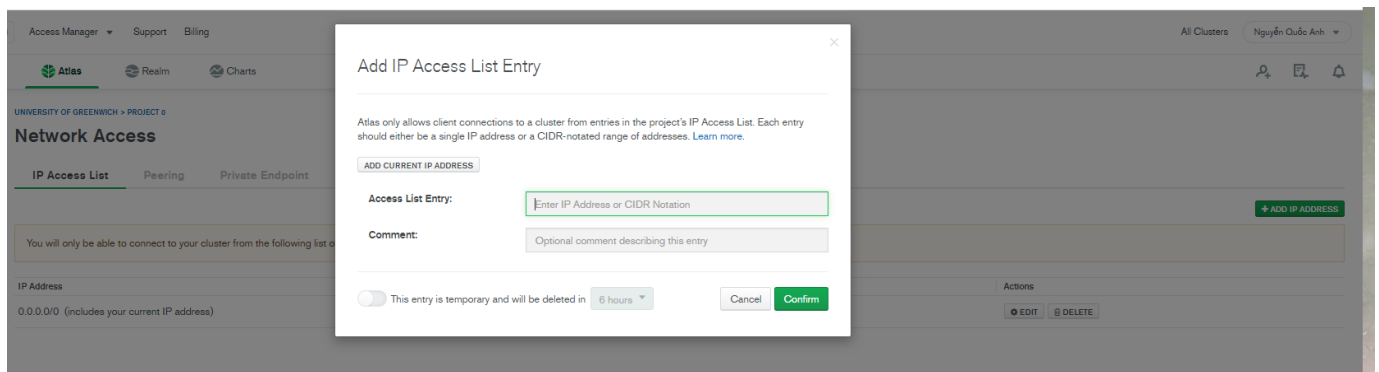 Access Manager Support Billing All Clusters Nguyễn Quốc Anh
Atlas Realm Charts
UNIVERSITY OF GREENWICH > PROJECT 0
Network Access
IP Access List Peering Private Endpoint
+ ADD IP ADDRESS
You will only be able to connect to your cluster from the following list o
IP Address Actions
0.0.0.0/0 (includes your current IP address) EDIT DELETE
Add IP Access List Entry
Atlas only allows client connections to a cluster from entries in the project's IP Access List. Each entry
should either be a single IP address or a CIDR-notated range of addresses. Learn more.
ADD CURRENT IP ADDRESS
Access List Entry: Enter IP Address or CIDR Notation
Comment: Optional comment describing this entry
This entry is temporary and will be deleted in 6 hours Cancel Confirm